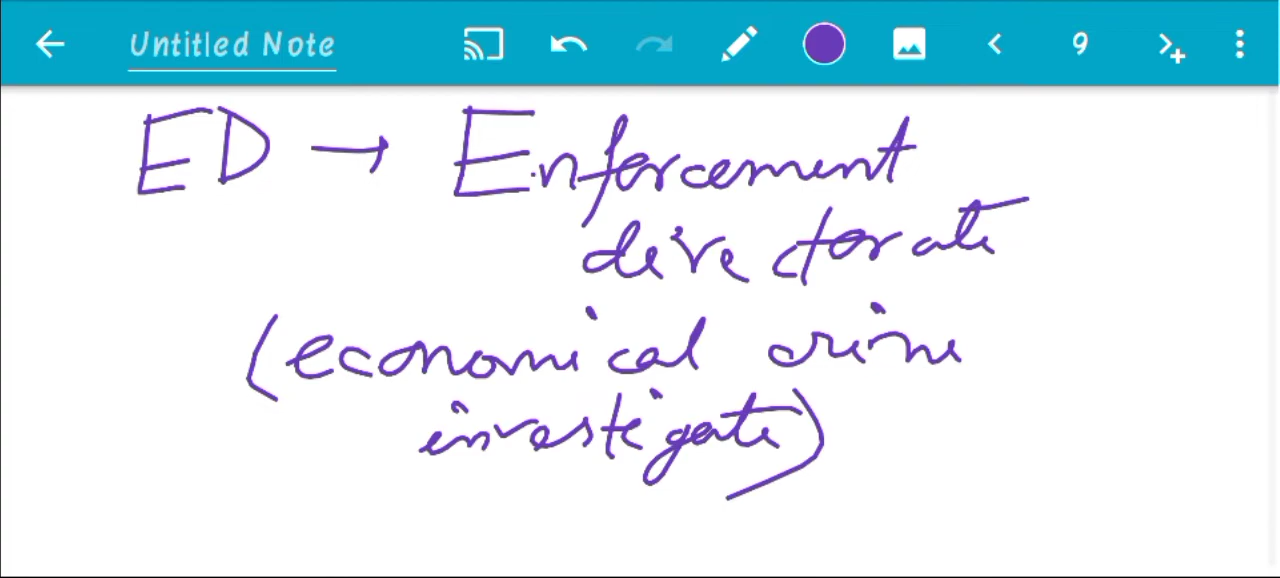 Untitled Note 9
ED → Enforcement
directorate
(economical crime
investigate)